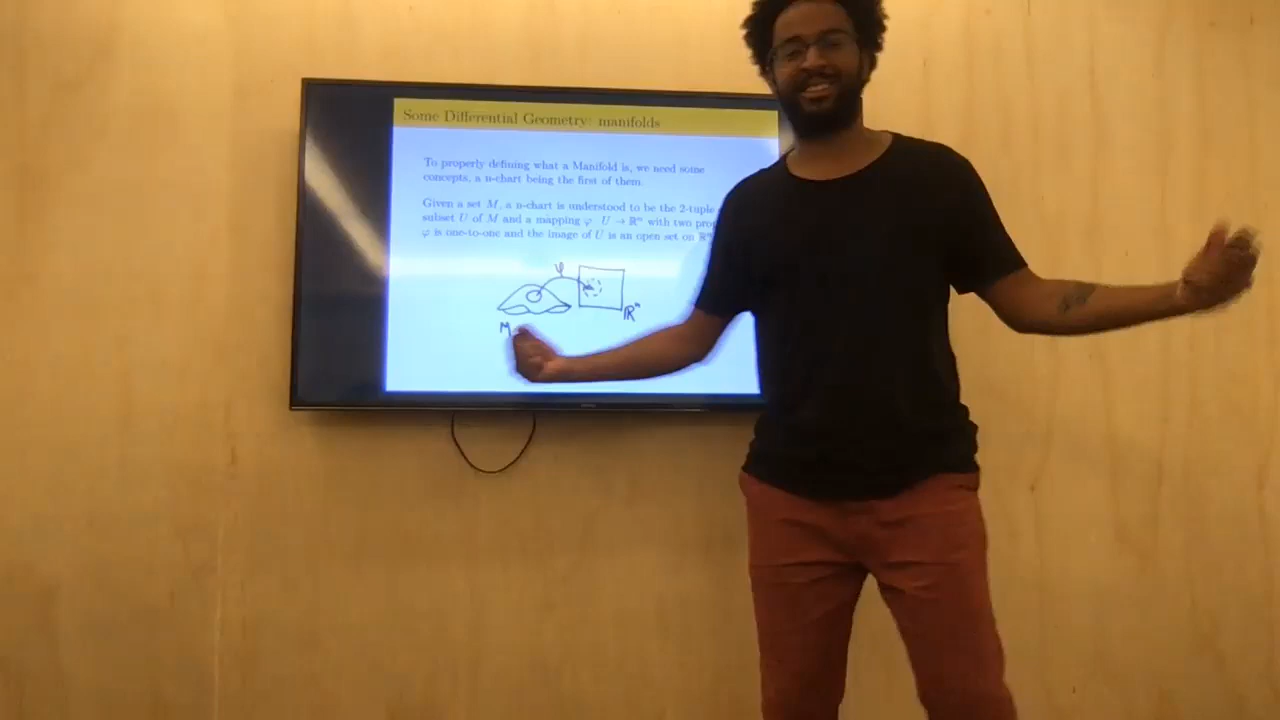 Some Differential Geometry: manifolds
To properly defining what a Manifold is, we need some
concepts, a n-chart being the first of them.
Given a set M, a n-chart is understood to be the 2-tuple
subset U of M and a mapping φ : U → ℝⁿ with two
φ is one-to-one and the image of U is an open set on ℝⁿ
φ
M
ℝⁿ